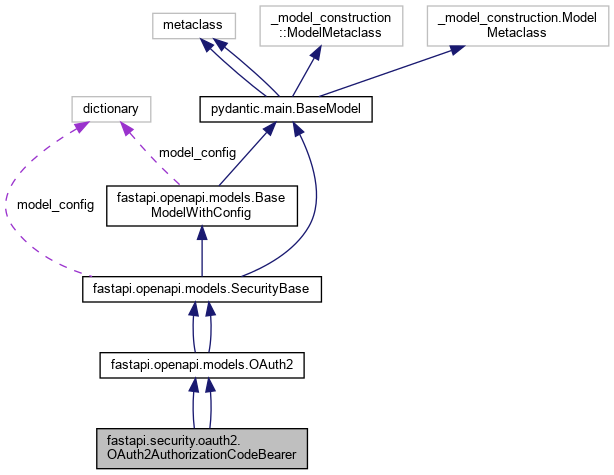 metaclass
_model_construction
::ModelMetaclass
_model_construction.Model
Metaclass
dictionary
pydantic.main.BaseModel
model_config
fastapi.openapi.models.Base
ModelWithConfig
model_config
fastapi.openapi.models.SecurityBase
fastapi.openapi.models.OAuth2
fastapi.security.oauth2.
OAuth2AuthorizationCodeBearer